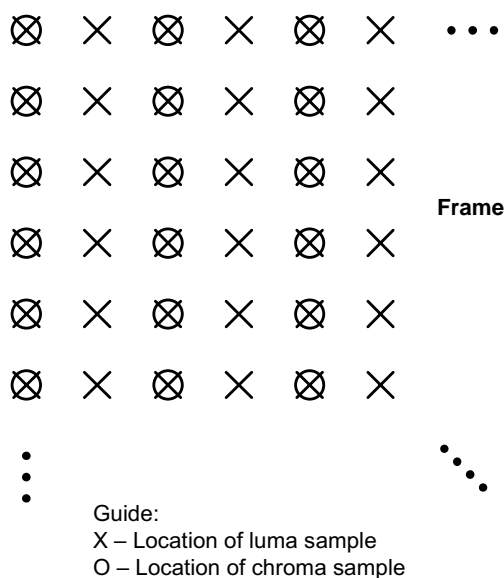 Frame
Guide:
X – Location of luma sample
O – Location of chroma sample